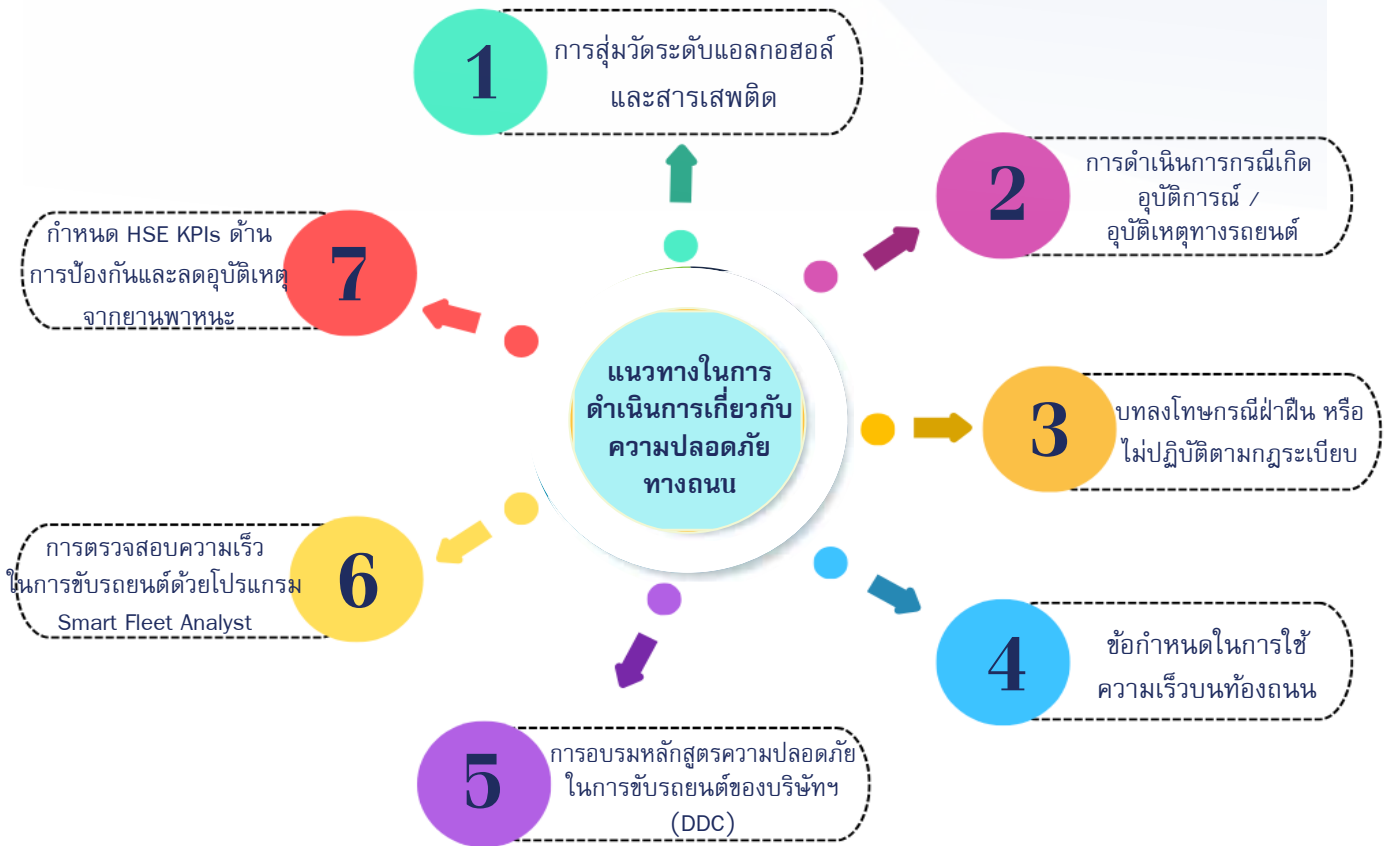 1
การสุ่มวัดระดับแอลกอฮอล์
และสารเสพติด
2
การดำเนินการกรณีเกิด
อุบัติการณ์ /
อุบัติเหตุทางรถยนต์
3
บทลงโทษกรณีฝ่าฝืน หรือ
ไม่ปฏิบัติตามกฎระเบียบ
4
ข้อกำหนดในการใช้
ความเร็วบนท้องถนน
5
การอบรมหลักสูตรความปลอดภัย
ในการขับรถยนต์ของบริษัทฯ
(DDC)
6
การตรวจสอบความเร็ว
ในการขับรถยนต์ด้วยโปรแกรม
Smart Fleet Analyst
7
กำหนด HSE KPIs ด้าน
การป้องกันและลดอุบัติเหตุ
จากยานพาหนะ
แนวทางในการ
ดำเนินการเกี่ยวกับ
ความปลอดภัย
ทางถนน